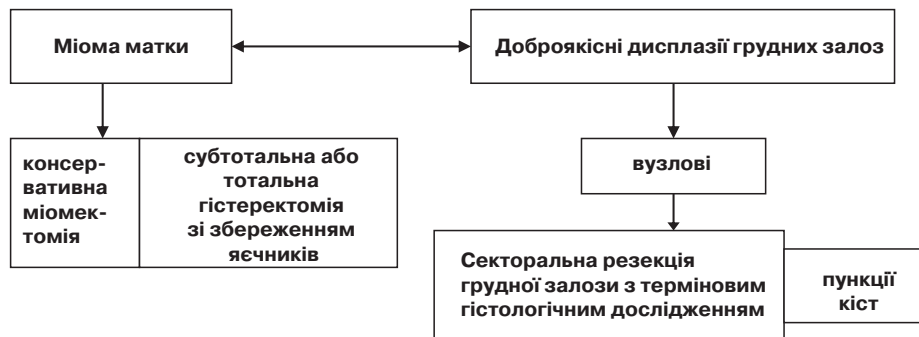 Міома матки
Доброякісні дисплазії грудних залоз
консер-
вативна
міомек-
томія
субтотальна або
тотальна
гістеректомія
зі збереженням
яєчників
вузлові
Секторальна резекція
грудної залози з терміновим
гістологічним дослідженням
пункції
кіст